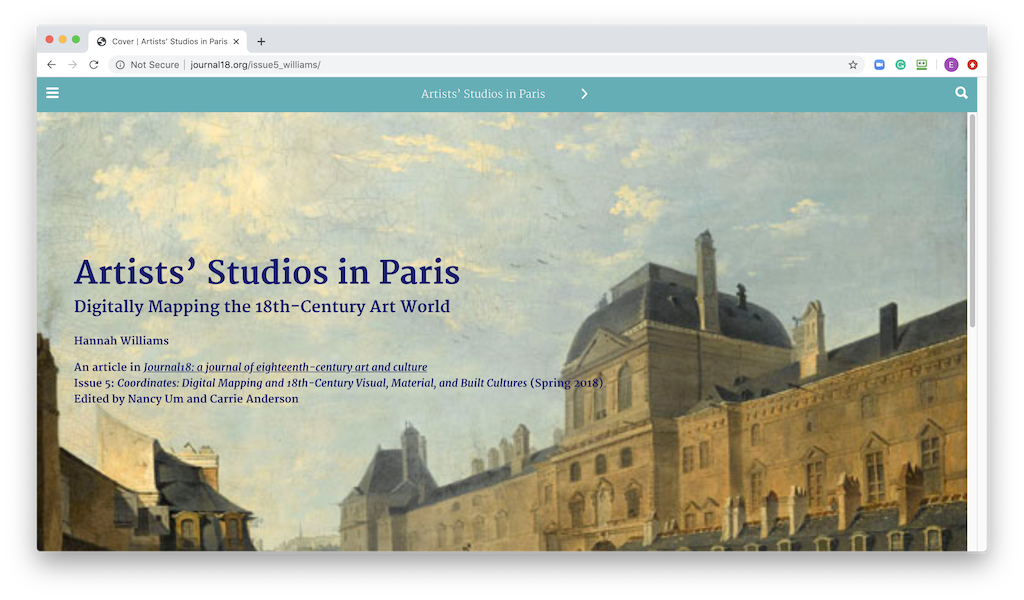 Cover | Artists' Studios in Paris
Not Secure | journal18.org/issue5_williams/
E
Artists’ Studios in Paris
Artists’ Studios in Paris
Digitally Mapping the 18th-Century Art World
Hannah Williams
An article in Journal18: a journal of eighteenth-century art and culture
Issue 5: Coordinates: Digital Mapping and 18th-Century Visual, Material, and Built Cultures (Spring 2018).
Edited by Nancy Um and Carrie Anderson